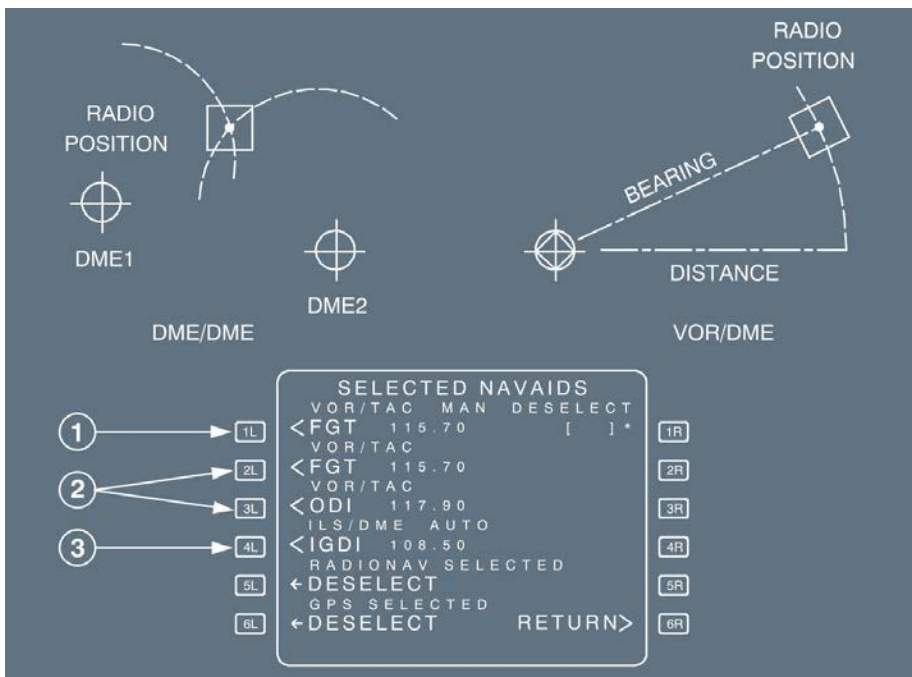 RADIO
POSITION
RADIO
POSITION
BEARING
DME1
DISTANCE
DME2
DME/DME
VOR/DME
SELECTED NAVAIDS
VOR/TAC MAN DESELECT
1 1L <FGT 115.70 [ ]* 1R
VOR/TAC
2 2L <FGT 115.70 2R
VOR/TAC
3L <ODI 117.90 3R
ILS/DME AUTO
3 4L <IGDI 108.50 4R
RADIONAV SELECTED
5L ←DESELECT 5R
GPS SELECTED
6L ←DESELECT RETURN> 6R